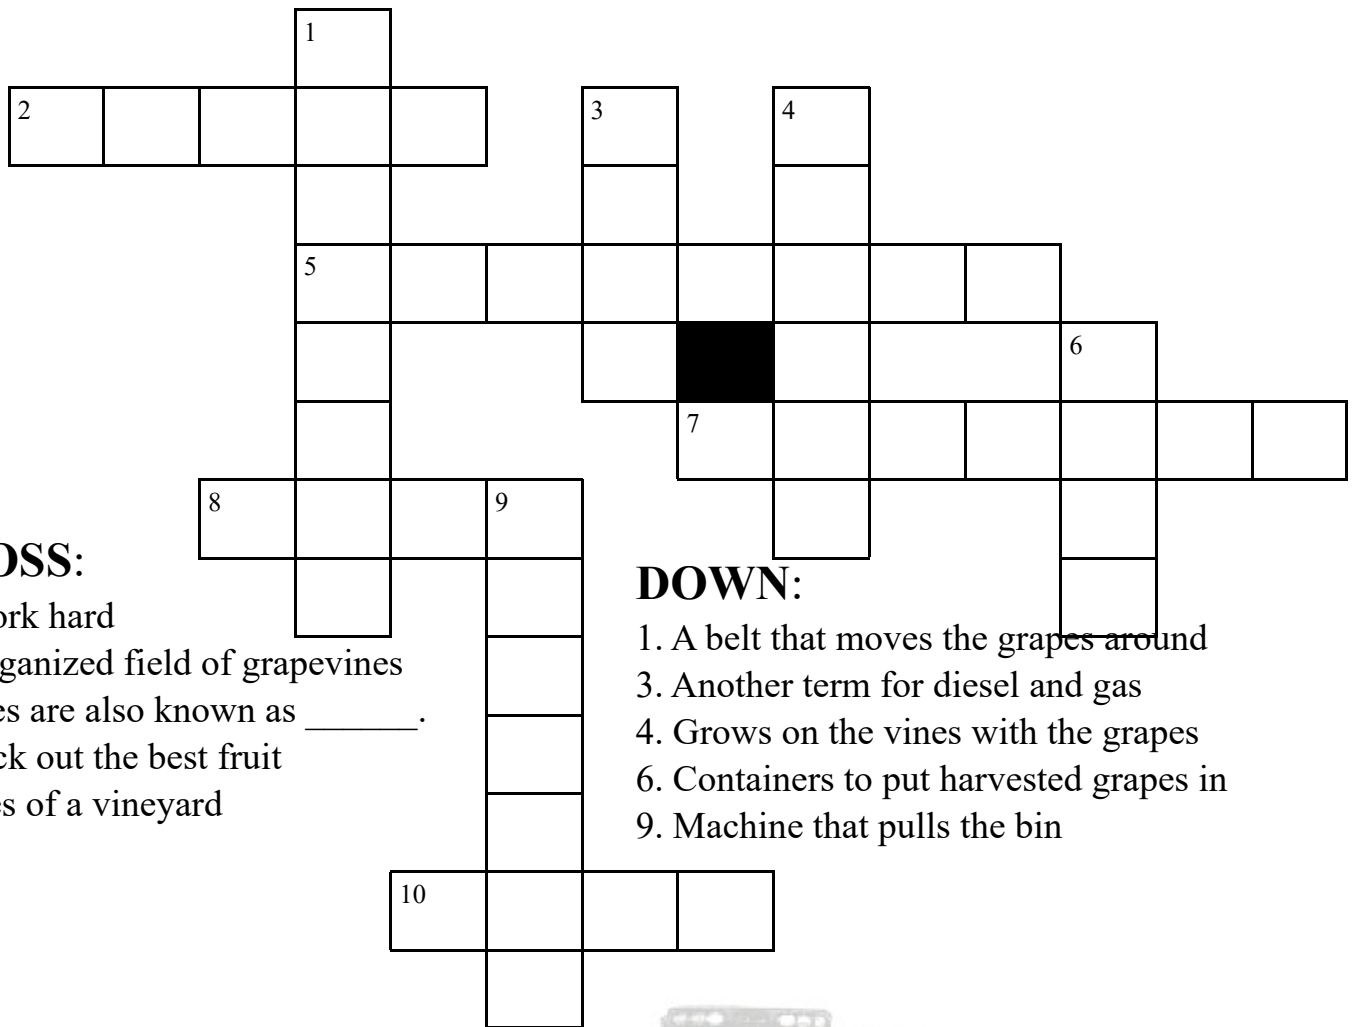 1
2
3
4
5
6
7
8
9
10
OSS:
ork hard
ganized field of grapevines
es are also known as ______.
ck out the best fruit
es of a vineyard
DOWN:
1. A belt that moves the grapes around
3. Another term for diesel and gas
4. Grows on the vines with the grapes
6. Containers to put harvested grapes in
9. Machine that pulls the bin